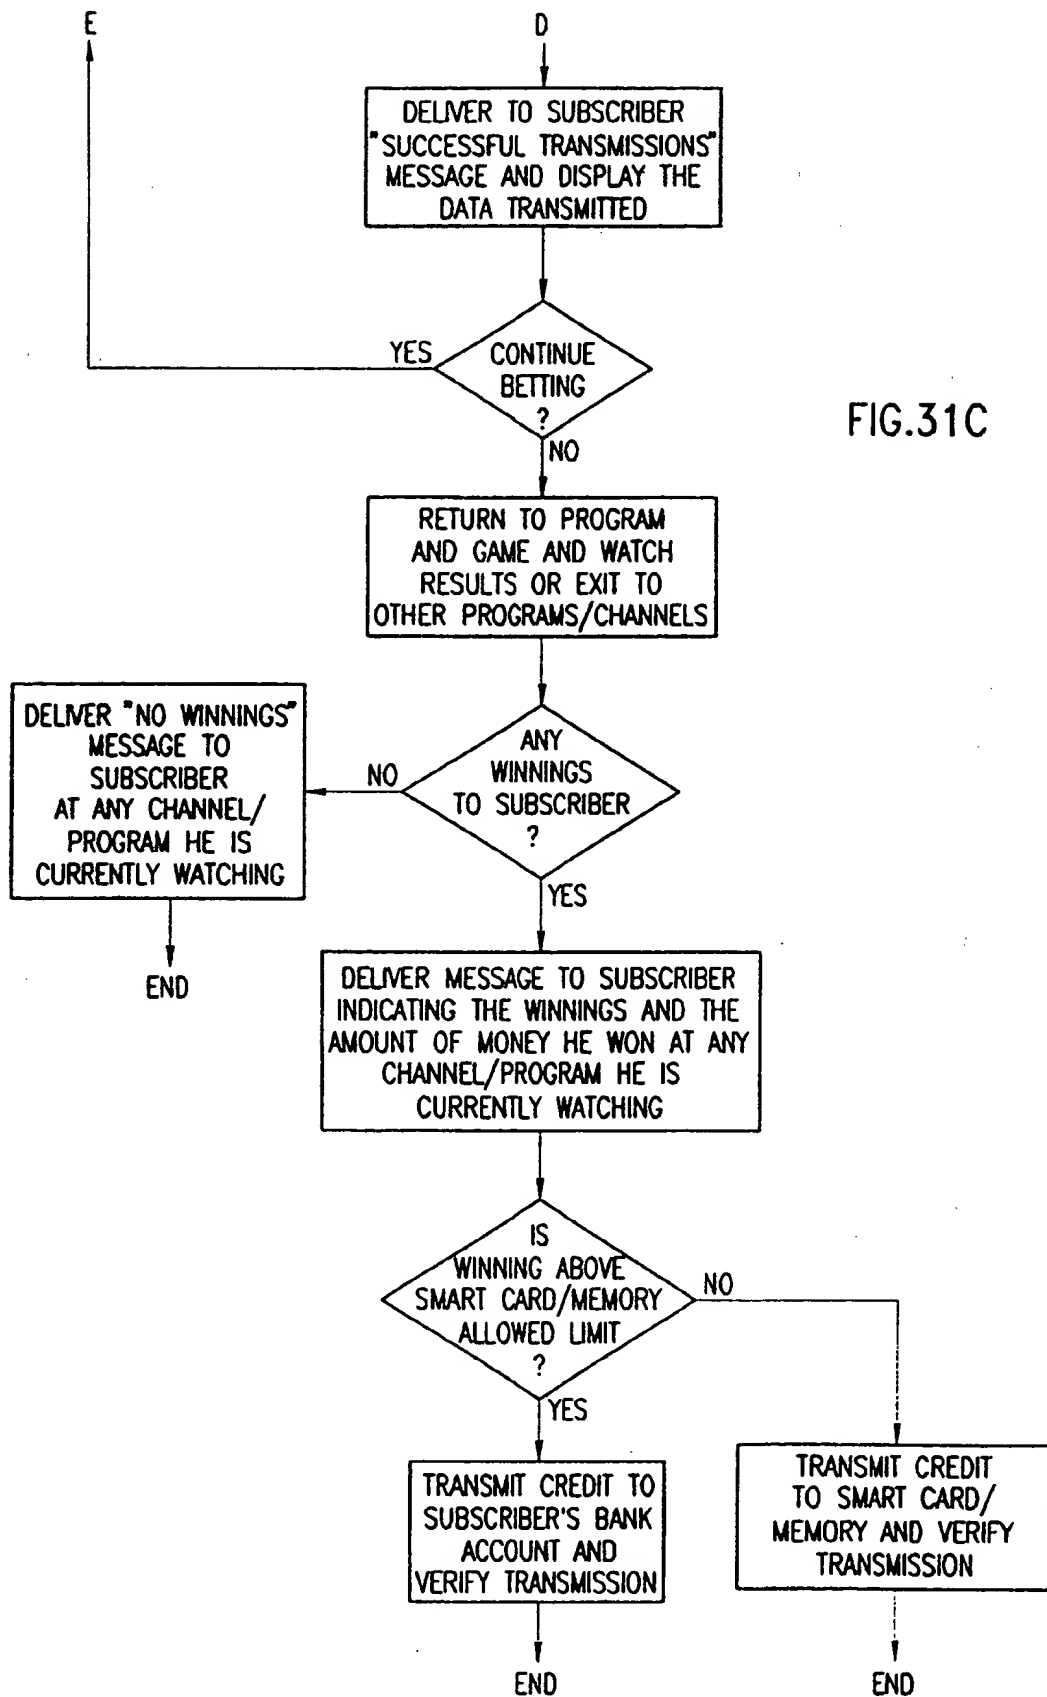 E
D
DELIVER TO SUBSCRIBER
"SUCCESSFUL TRANSMISSIONS"
MESSAGE AND DISPLAY THE
DATA TRANSMITTED
YES
CONTINUE
BETTING
?
NO
FIG.31C
RETURN TO PROGRAM
AND GAME AND WATCH
RESULTS OR EXIT TO
OTHER PROGRAMS/CHANNELS
DELIVER "NO WINNINGS"
MESSAGE TO
SUBSCRIBER
AT ANY CHANNEL/
PROGRAM HE IS
CURRENTLY WATCHING
END
NO
ANY
WINNINGS
TO SUBSCRIBER
?
YES
DELIVER MESSAGE TO SUBSCRIBER
INDICATING THE WINNINGS AND THE
AMOUNT OF MONEY HE WON AT ANY
CHANNEL/PROGRAM HE IS
CURRENTLY WATCHING
IS
WINNING ABOVE
SMART CARD/MEMORY
ALLOWED LIMIT
?
NO
YES
TRANSMIT CREDIT TO
SUBSCRIBER'S BANK
ACCOUNT AND
VERIFY TRANSMISSION
END
TRANSMIT CREDIT
TO SMART CARD/
MEMORY AND VERIFY
TRANSMISSION
END